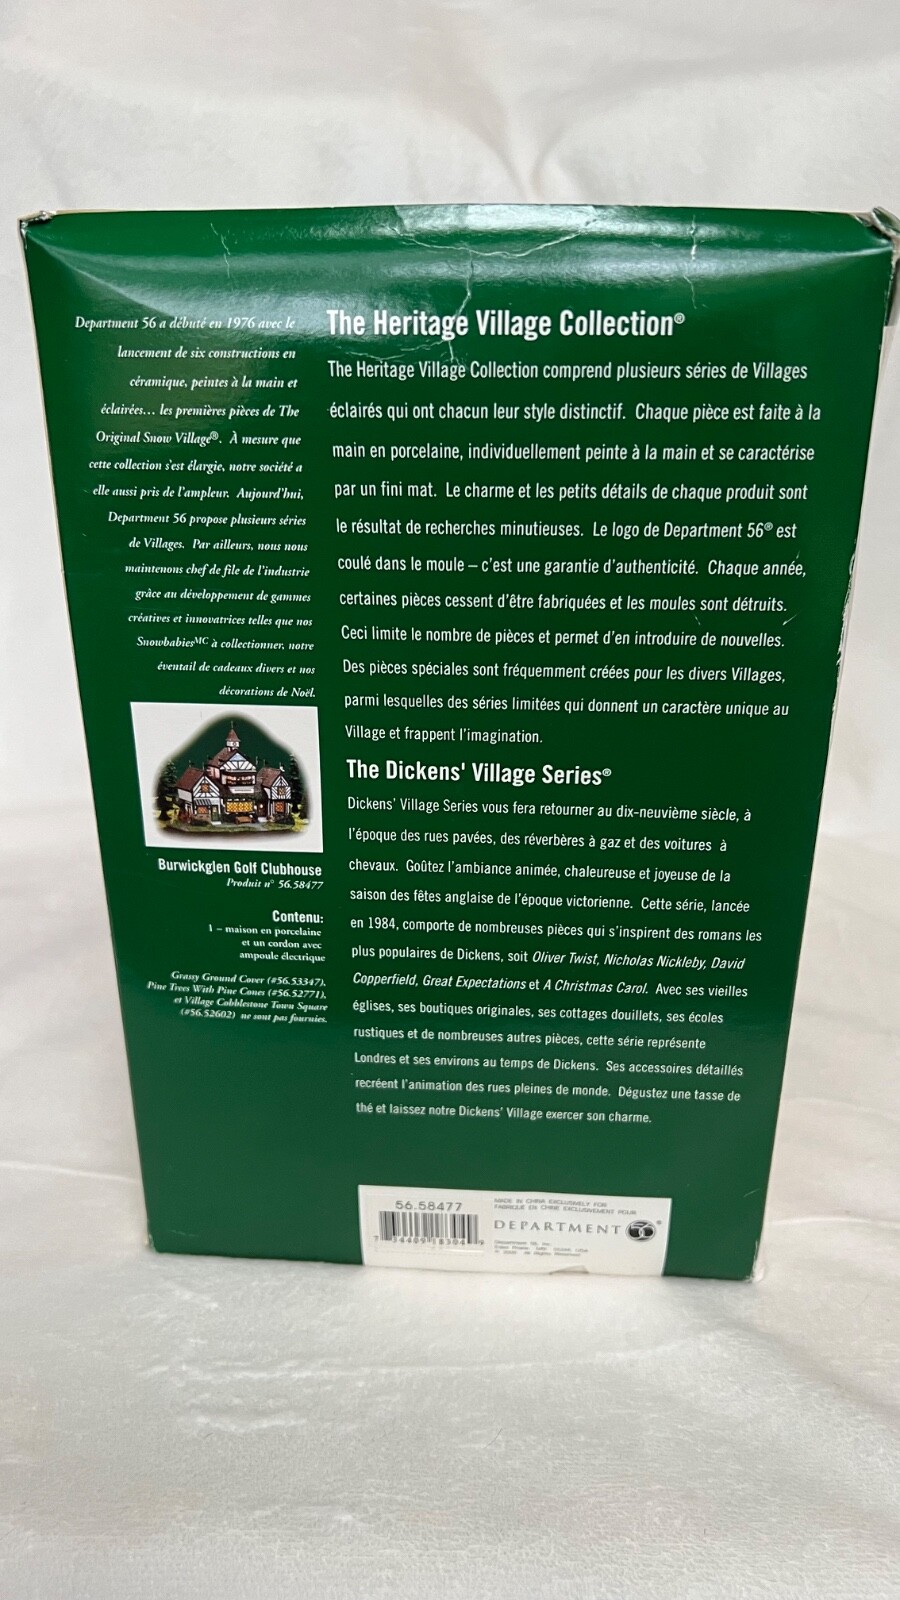 Department 56 a débuté en 1976 avec le
lancement de six constructions en
céramique, peintes à la main et
éclairées... les premières pièces de The
Original Snow Village®. À mesure que
cette collection s'est élargie, notre société a
elle aussi pris de l'ampleur. Aujourd'hui,
Department 56 propose plusieurs séries
de Villages. Par ailleurs, nous nous
maintenons chef de file de l'industrie
grâce au développement de gammes
créatives et innovatrices telles que nos
SnowbabiesMC à collectionner, notre
éventail de cadeaux divers et nos
décorations de Noël.
Burwickglen Golf Clubhouse
Produit n° 56.58477
Contenu:
1 – maison en porcelaine
et un cordon avec
ampoule électrique
Grassy Ground Cover (#56.53347),
Pine Trees With Pine Cones (#56.52771),
et Village Cobblestone Town Square
(#56.52602) ne sont pas fournies.
The Heritage Village Collection®
The Heritage Village Collection comprend plusieurs séries de Villages
éclairés qui ont chacun leur style distinctif. Chaque pièce est faite à la
main en porcelaine, individuellement peinte à la main et se caractérise
par un fini mat. Le charme et les petits détails de chaque produit sont
le résultat de recherches minutieuses. Le logo de Department 56® est
coulé dans le moule – c'est une garantie d'authenticité. Chaque année,
certaines pièces cessent d'être fabriquées et les moules sont détruits.
Ceci limite le nombre de pièces et permet d'en introduire de nouvelles.
Des pièces spéciales sont fréquemment créées pour les divers Villages,
parmi lesquelles des séries limitées qui donnent un caractère unique au
Village et frappent l'imagination.
The Dickens' Village Series®
Dickens' Village Series vous fera retourner au dix-neuvième siècle, à
l'époque des rues pavées, des réverbères à gaz et des voitures à
chevaux. Goûtez l'ambiance animée, chaleureuse et joyeuse de la
saison des fêtes anglaise de l'époque victorienne. Cette série, lancée
en 1984, comporte de nombreuses pièces qui s'inspirent des romans les
plus populaires de Dickens, soit Oliver Twist, Nicholas Nickleby, David
Copperfield, Great Expectations et A Christmas Carol. Avec ses vieilles
églises, ses boutiques originales, ses cottages douillets, ses écoles
rustiques et de nombreuses autres pièces, cette série représente
Londres et ses environs au temps de Dickens. Ses accessoires détaillés
recréent l'animation des rues pleines de monde. Dégustez une tasse de
thé et laissez notre Dickens' Village exercer son charme.
56.58477
MADE IN CHINA EXCLUSIVELY FOR
FABRIQUÉ EN CHINE EXCLUSIVEMENT POUR
DEPARTMENT 56®
Department 56, Inc.
All Rights Reserved